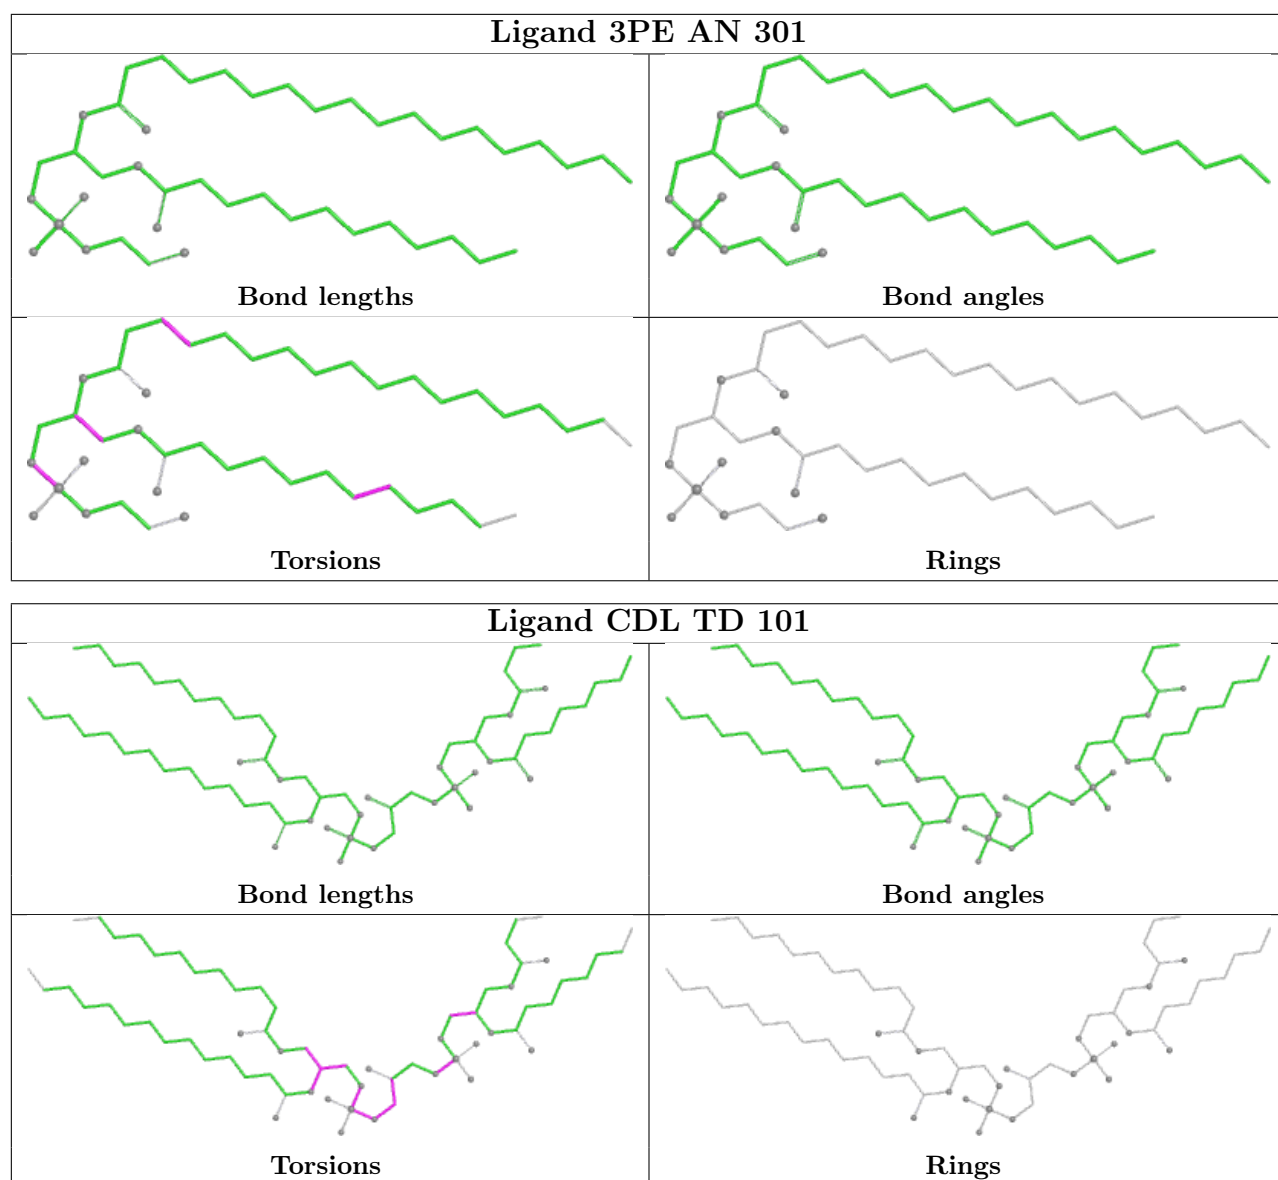 Ligand 3PE AN 301
Bond lengths
Bond angles
Torsions
Rings
Ligand CDL TD 101
Bond lengths
Bond angles
Torsions
Rings